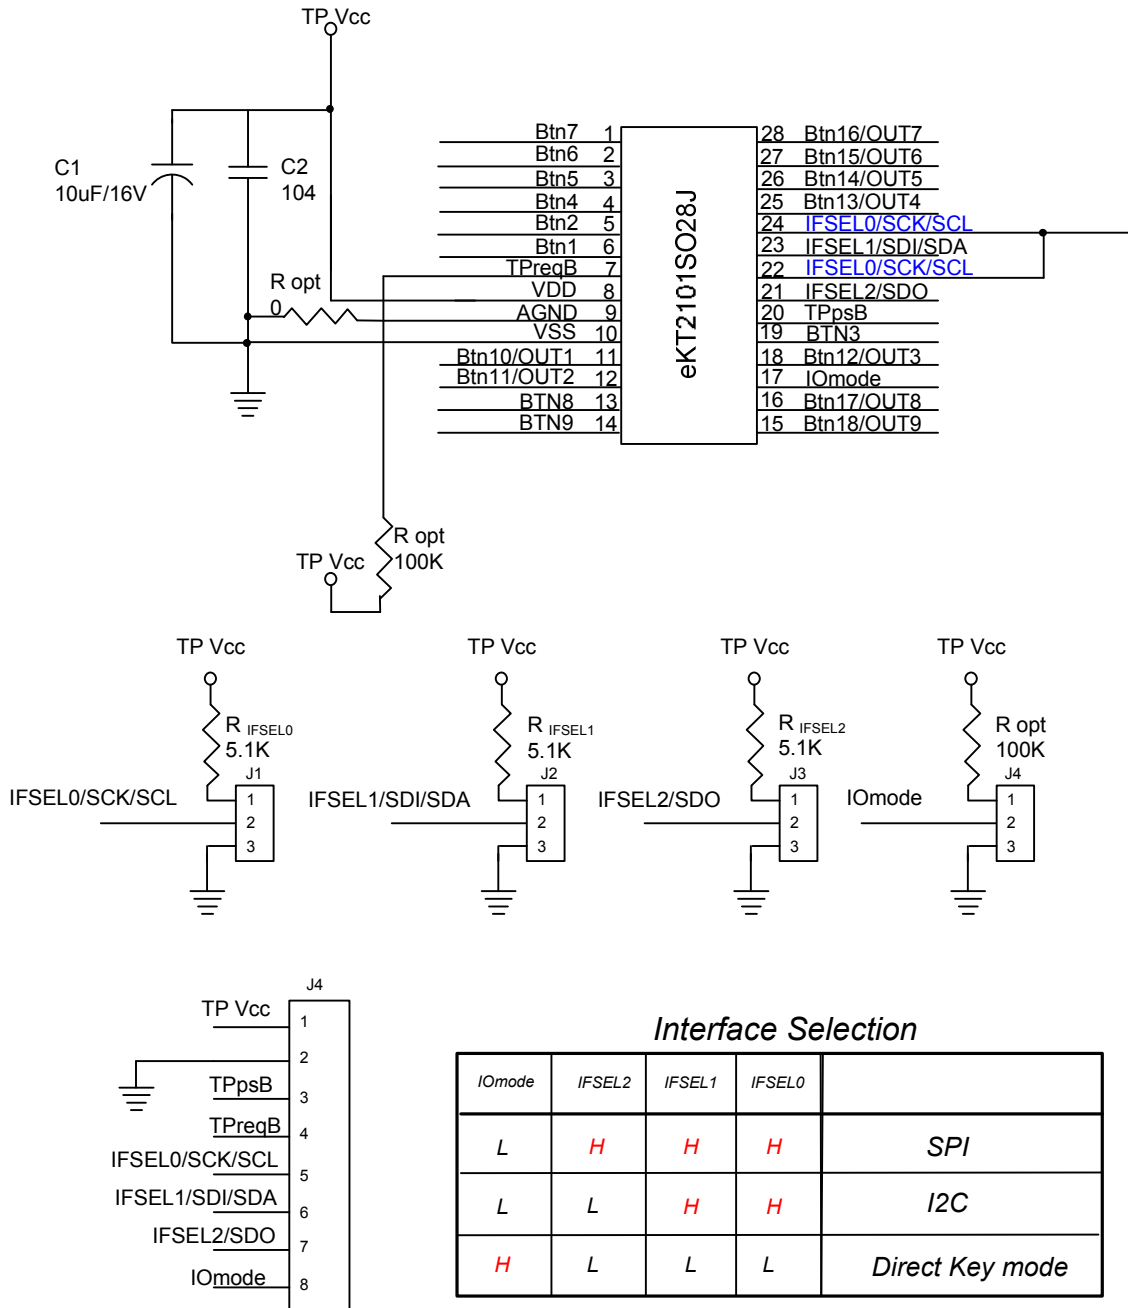 TP Vcc
C1
10uF/16V
C2
104
R opt
0
Btn7 1
Btn6 2
Btn5 3
Btn4 4
Btn2 5
Btn1 6
TPreqB 7
VDD 8
AGND 9
VSS 10
Btn10/OUT1 11
Btn11/OUT2 12
BTN8 13
BTN9 14
eKT2101SO28J
28 Btn16/OUT7
27 Btn15/OUT6
26 Btn14/OUT5
25 Btn13/OUT4
24 IFSEL0/SCK/SCL
23 IFSEL1/SDI/SDA
22 IFSEL0/SCK/SCL
21 IFSEL2/SDO
20 TPpsB
19 BTN3
18 Btn12/OUT3
17 IOmode
16 Btn17/OUT8
15 Btn18/OUT9
R opt
100K
TP Vcc
TP Vcc
R IFSEL0
5.1K
J1
IFSEL0/SCK/SCL
1
2
3
TP Vcc
R IFSEL1
5.1K
J2
IFSEL1/SDI/SDA
1
2
3
TP Vcc
R IFSEL2
5.1K
J3
IFSEL2/SDO
1
2
3
TP Vcc
R opt
100K
J4
IOmode
1
2
3
J4
TP Vcc 1
2
TPpsB 3
TPreqB 4
IFSEL0/SCK/SCL 5
IFSEL1/SDI/SDA 6
IFSEL2/SDO 7
IOmode 8
Interface Selection
IOmode IFSEL2 IFSEL1 IFSEL0
L H H H SPI
L L H H I2C
H L L L Direct Key mode